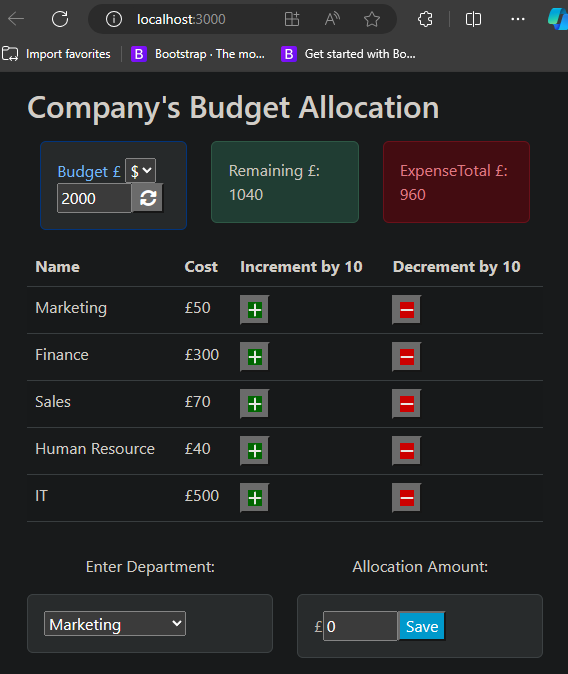 localhost:3000
Import favorites
B Bootstrap · The mo...
B Get started with Bo...
Company's Budget Allocation
Budget £ $
2000
Remaining £:
1040
ExpenseTotal £:
960
Name Cost Increment by 10 Decrement by 10
Marketing £50
Finance £300
Sales £70
Human Resource £40
IT £500
Enter Department:
Allocation Amount:
Marketing
£ 0 Save